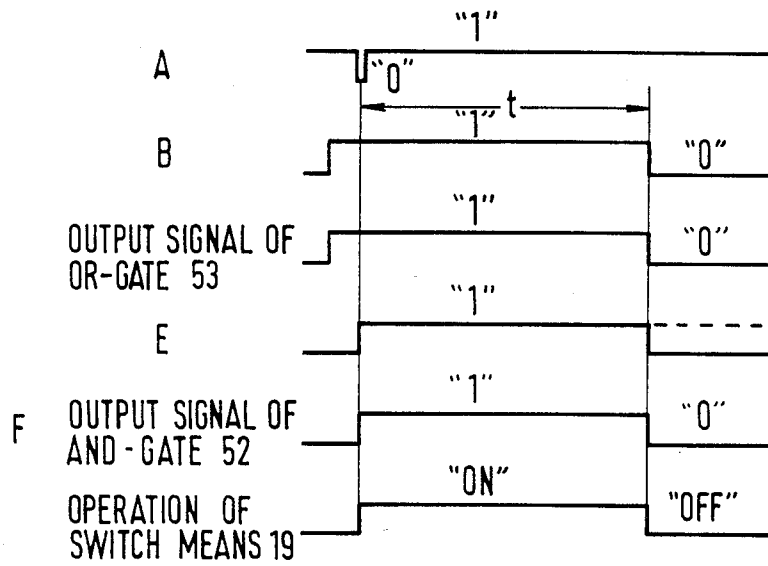 "1"
A
"0"
t
"1"
B
"0"
"1"
OUTPUT SIGNAL OF
OR-GATE 53
"0"
"1"
E
"1"
F
OUTPUT SIGNAL OF
AND-GATE 52
"0"
"ON"
OPERATION OF
SWITCH MEANS 19
"OFF"